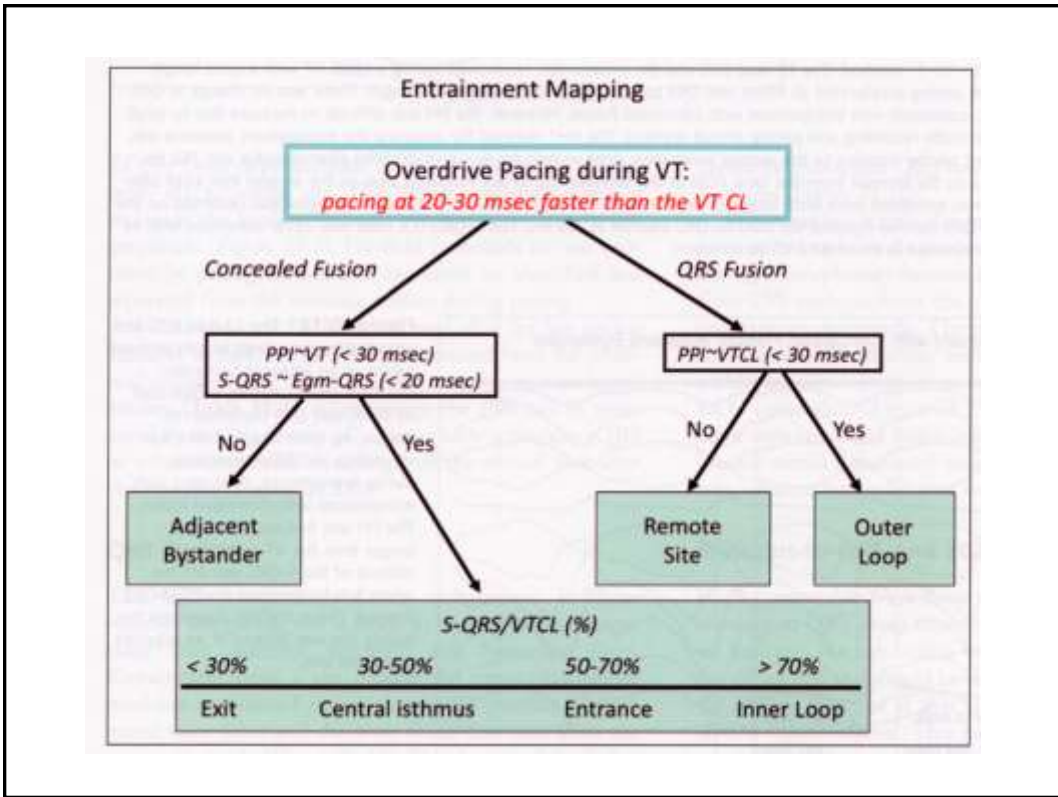 Entrainment Mapping
Overdrive Pacing during VT:
pacing at 20-30 msec faster than the VT CL
Concealed Fusion
QRS Fusion
PPI~VT (< 30 msec)
S-QRS ~ Egm-QRS (< 20 msec)
PPI~VTCL (< 30 msec)
No
Yes
No
Yes
Adjacent
Bystander
Remote
Site
Outer
Loop
S-QRS/VTCL (%)
< 30%
30-50%
50-70%
> 70%
Exit
Central isthmus
Entrance
Inner Loop